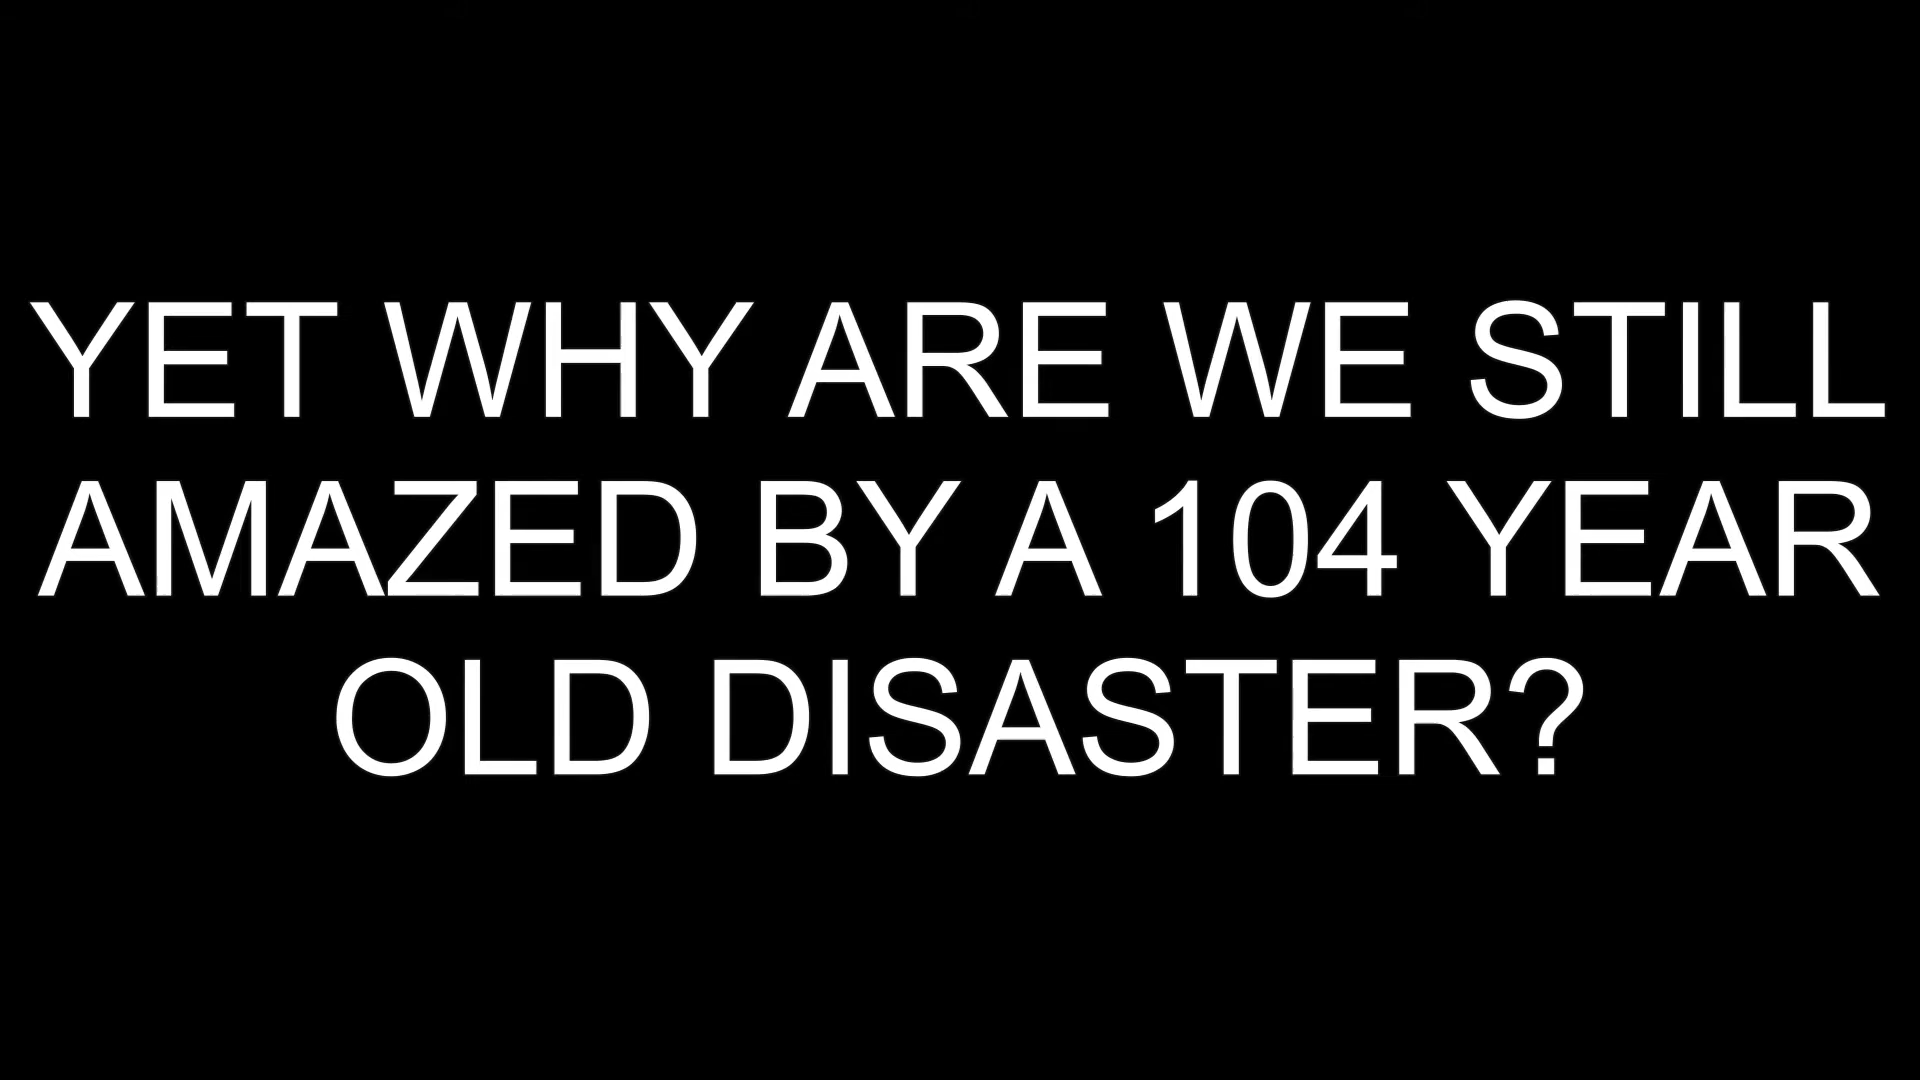 YET WHY ARE WE STILL
AMAZED BY A 104 YEAR
OLD DISASTER?